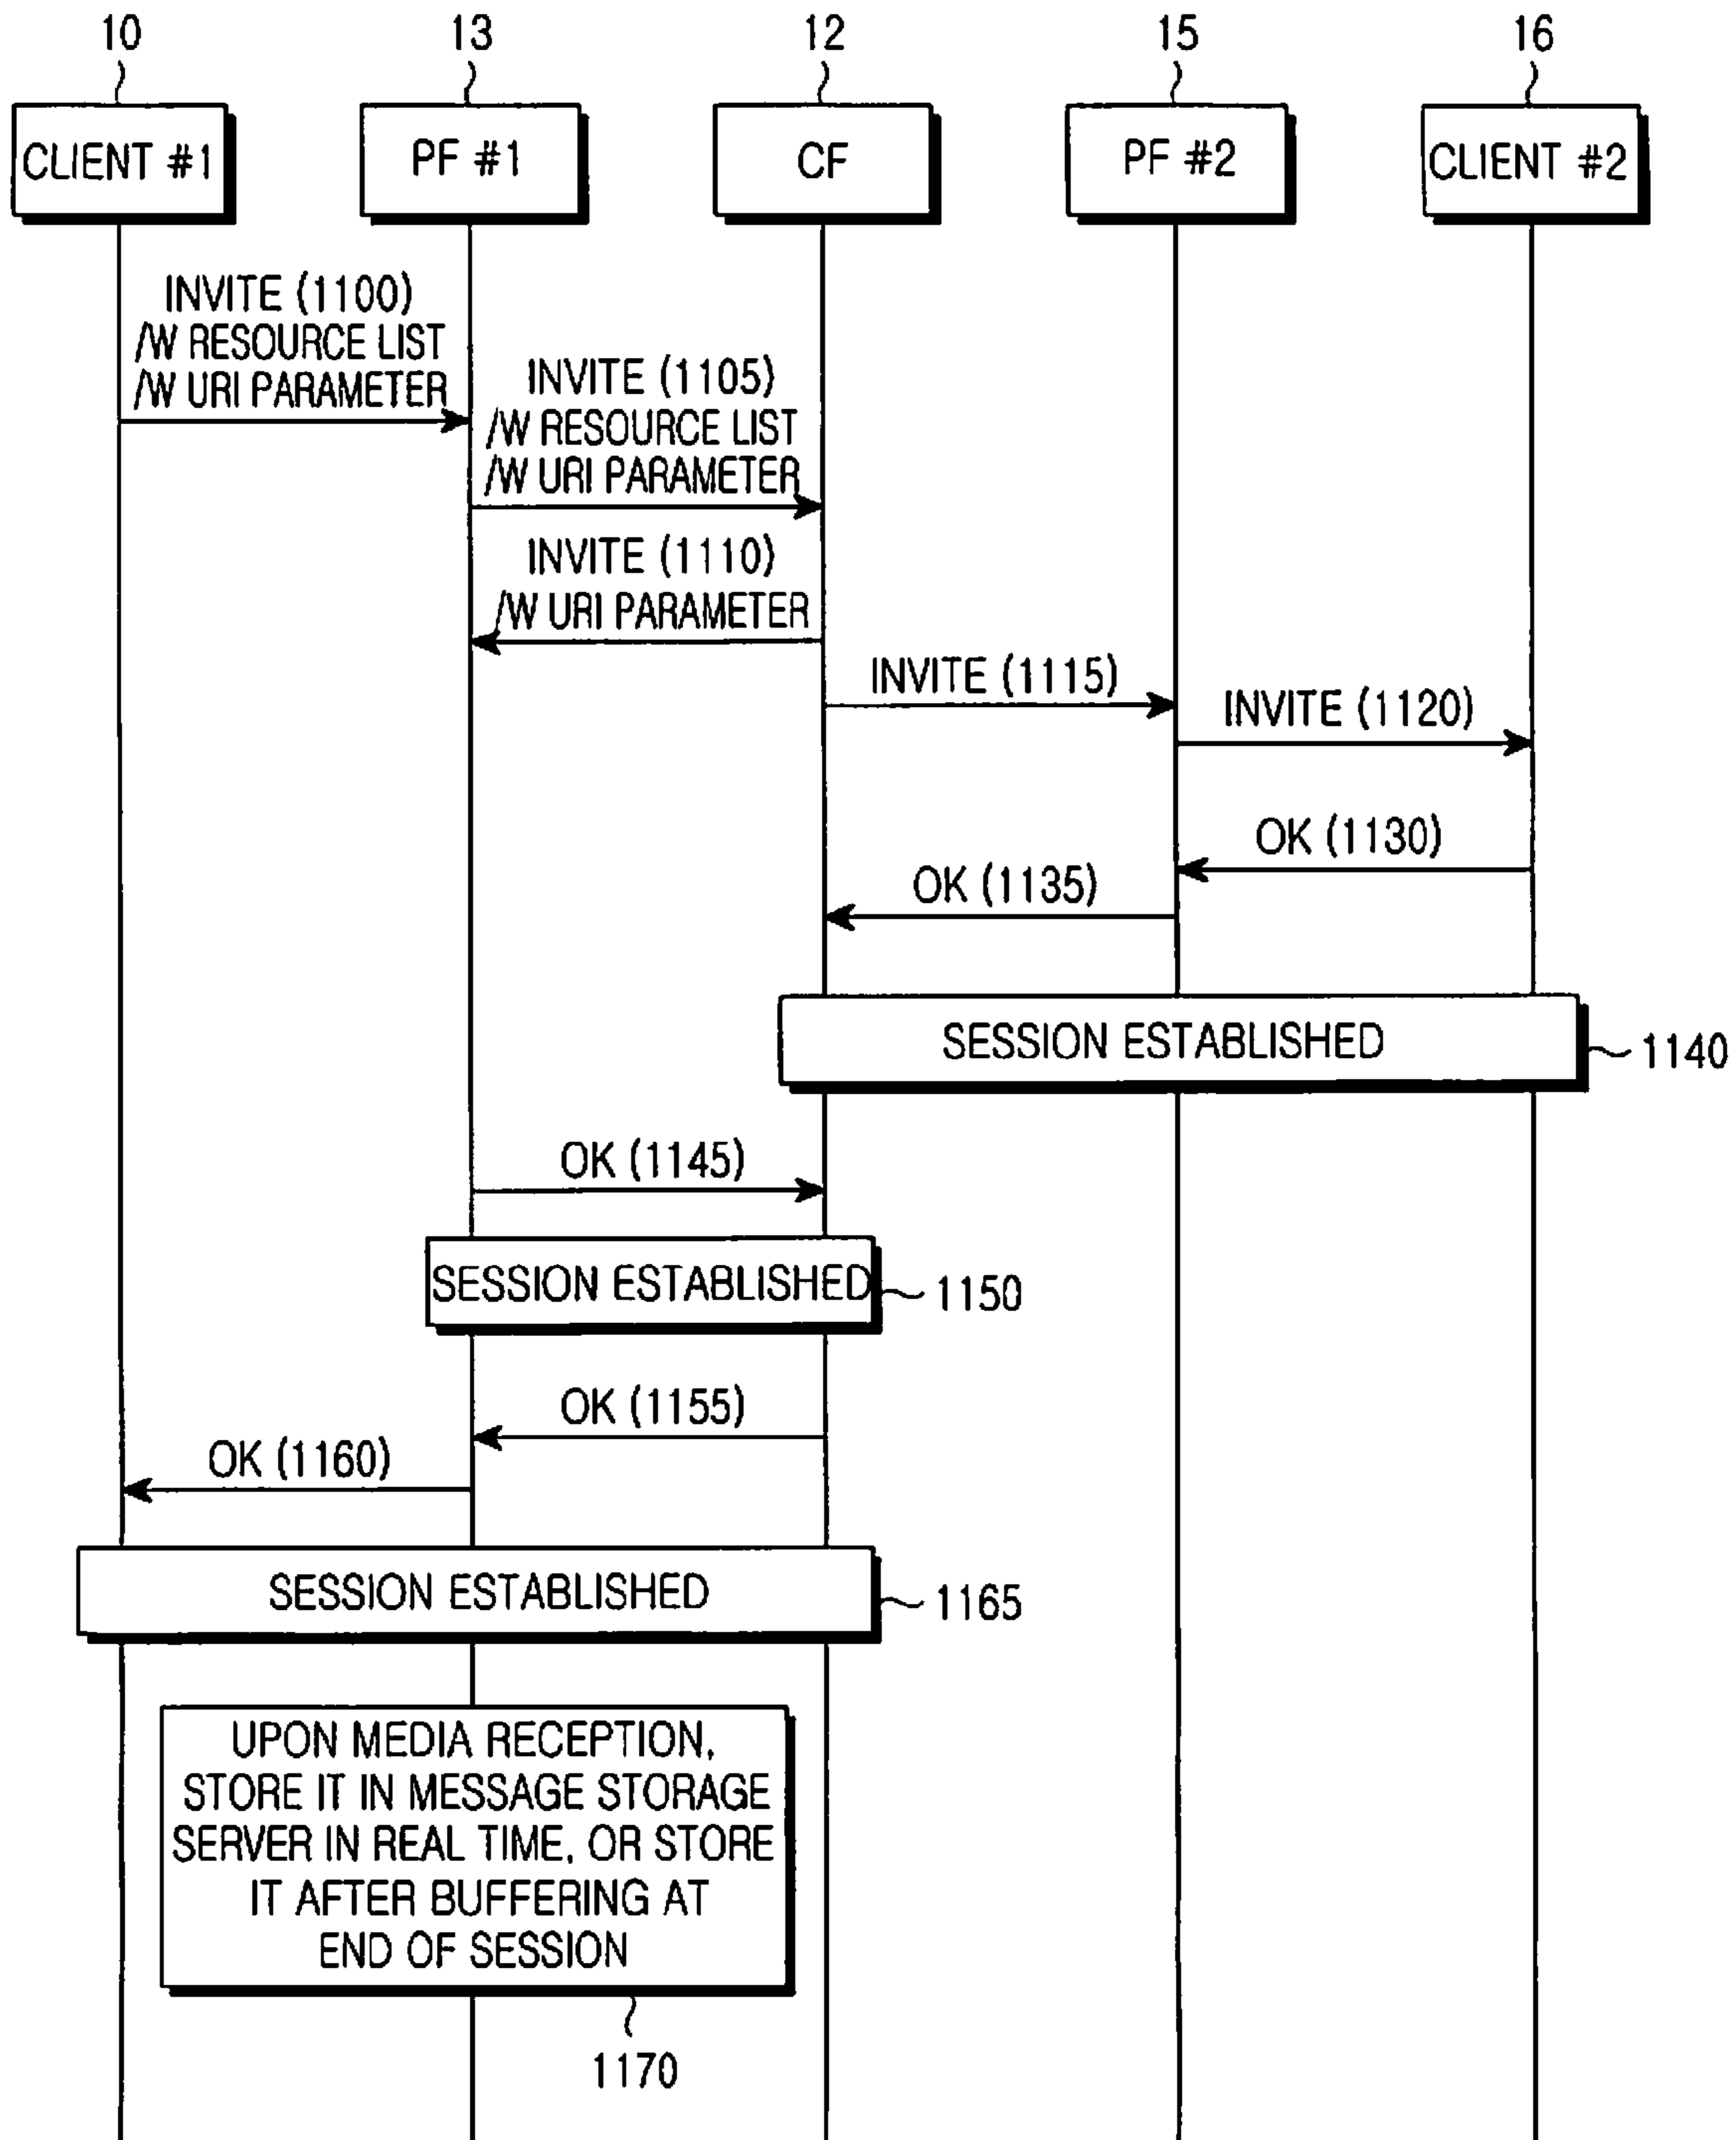 10
13
12
15
16
CLIENT #1
PF #1
CF
PF #2
CLIENT #2
INVITE (1100)
/W RESOURCE LIST
/W URI PARAMETER
INVITE (1105)
/W RESOURCE LIST
/W URI PARAMETER
INVITE (1110)
/W URI PARAMETER
INVITE (1115)
INVITE (1120)
OK (1130)
OK (1135)
SESSION ESTABLISHED
1140
OK (1145)
SESSION ESTABLISHED
1150
OK (1155)
OK (1160)
SESSION ESTABLISHED
1165
UPON MEDIA RECEPTION,
STORE IT IN MESSAGE STORAGE
SERVER IN REAL TIME, OR STORE
IT AFTER BUFFERING AT
END OF SESSION
1170